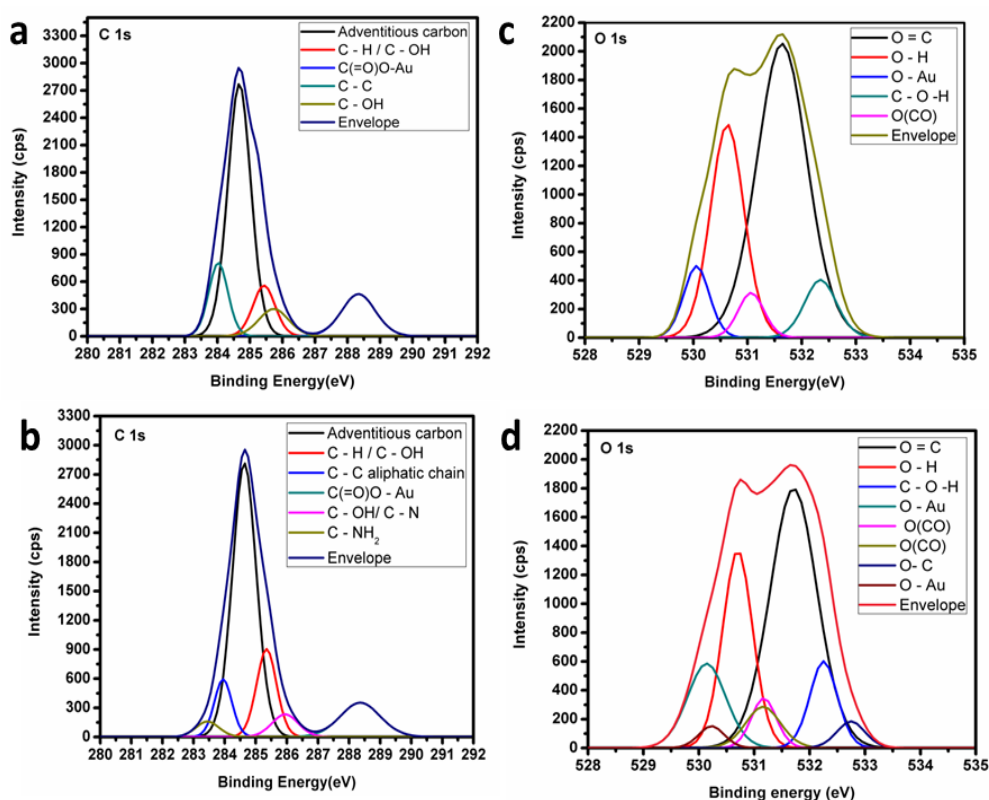 a
C 1s
Adventitious carbon
C - H / C - OH
C(=O)O-Au
C - C
C - OH
Envelope
3300
3000
2700
2400
2100
1800
1500
1200
900
600
300
0
Intensity (cps)
280 281 282 283 284 285 286 287 288 289 290 291 292
Binding Energy(eV)
c
O 1s
O = C
O - H
O - Au
C - O -H
O(CO)
Envelope
2200
2000
1800
1600
1400
1200
1000
800
600
400
200
0
Intensity (cps)
528 529 530 531 532 533 534 535
Binding Energy(eV)
b
C 1s
Adventitious carbon
C - H / C - OH
C - C aliphatic chain
C(=O)O - Au
C - OH/ C - N
C - NH₂
Envelope
3300
3000
2700
2400
2100
1800
1500
1200
900
600
300
0
Intensity (cps)
280 281 282 283 284 285 286 287 288 289 290 291 292
Binding Energy(eV)
d
O 1s
O = C
O - H
C - O -H
O - Au
O(CO)
O(CO)
O- C
O - Au
Envelope
2200
2000
1800
1600
1400
1200
1000
800
600
400
200
0
Intensity (cps)
528 529 530 531 532 533 534 535
Binding energy (eV)